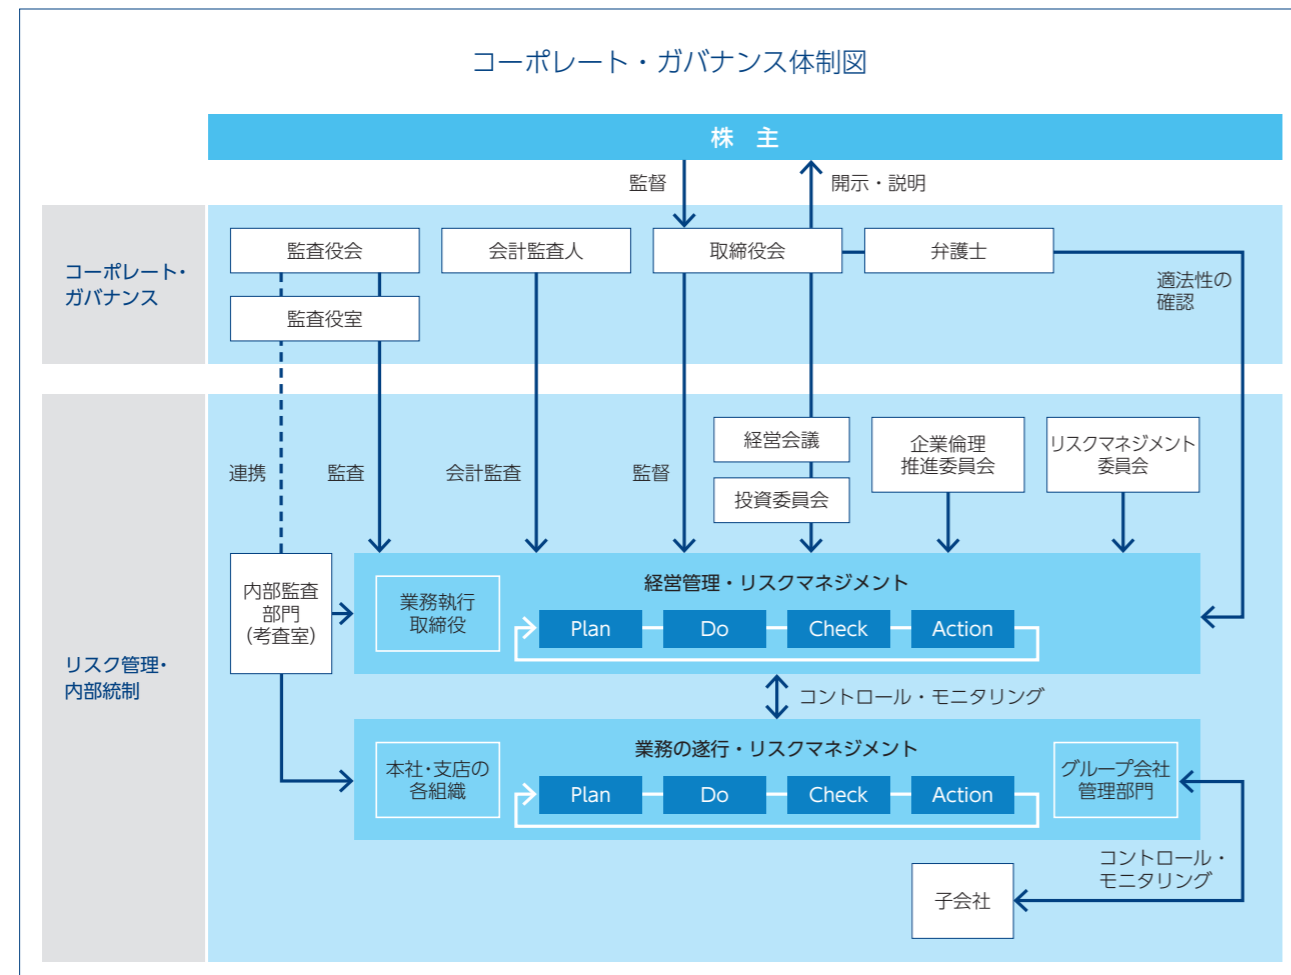 コーポレート・ガバナンス体制図
株 主
監督
開示・説明
コーポレート・
ガバナンス
監査役会
会計監査人
取締役会
弁護士
監査役室
適法性の
確認
リスク管理・
内部統制
連携
監査
会計監査
監督
経営会議
投資委員会
企業倫理
推進委員会
リスクマネジメント
委員会
内部監査
部門
(考査室)
経営管理・リスクマネジメント
業務執行
取締役
Plan
Do
Check
Action
コントロール・モニタリング
業務の遂行・リスクマネジメント
本社・支店の
各組織
Plan
Do
Check
Action
グループ会社
管理部門
コントロール・
モニタリング
子会社